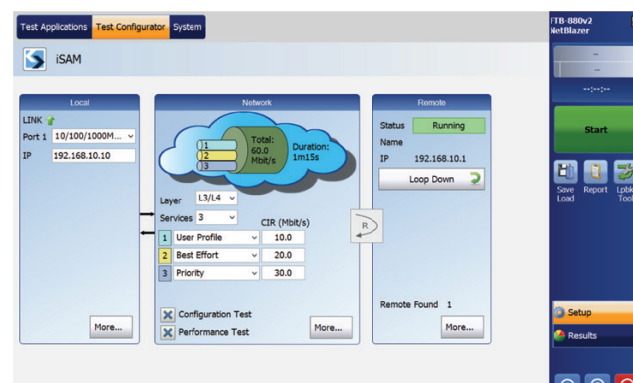 Test Applications Test Configurator System
FTB-880v2
NetBlazer
iSAM
--
--
--:--:--
Start
Save
Load
Report
Lpbk
Tool
Setup
Results
Local
LINK
Port 1 10/100/1000M...
IP 192.168.10.10
More...
Network
1
2
3
Total:
60.0
Mbit/s
Duration:
1m15s
Layer L3/L4
Services 3
CIR (Mbit/s)
1 User Profile 10.0
2 Best Effort 20.0
3 Priority 30.0
Configuration Test
Performance Test
More...
R
Remote
Status Running
Name
IP 192.168.10.1
Loop Down
Remote Found 1
More...